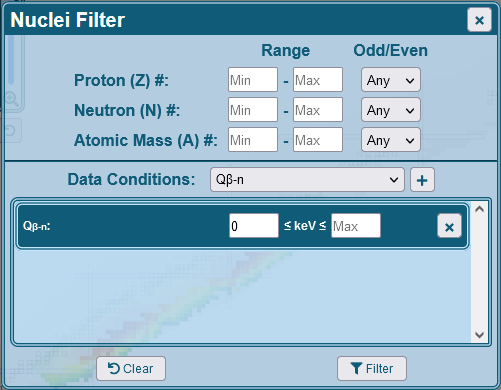 Nuclei Filter ×
Range Odd/Even
Proton (Z) #: Min - Max Any
Neutron (N) #: Min - Max Any
Atomic Mass (A) #: Min - Max Any
Data Conditions: Qβ-n +
Qβ-n: 0 ≤ keV ≤ Max ×
Clear Filter